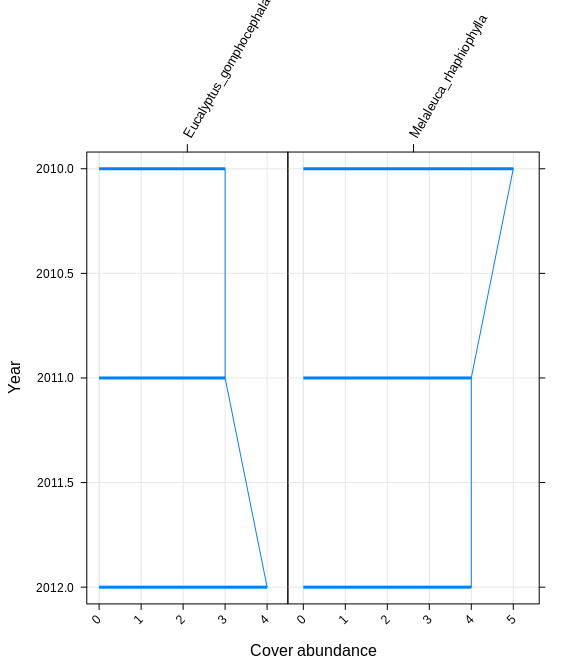 Eucalyptus_gomphocephala
Melaleuca_rhaphiophylla
2010.0
2010.5
2011.0
2011.5
2012.0
Year
0 1 2 3 4
0 1 2 3 4 5
Cover abundance